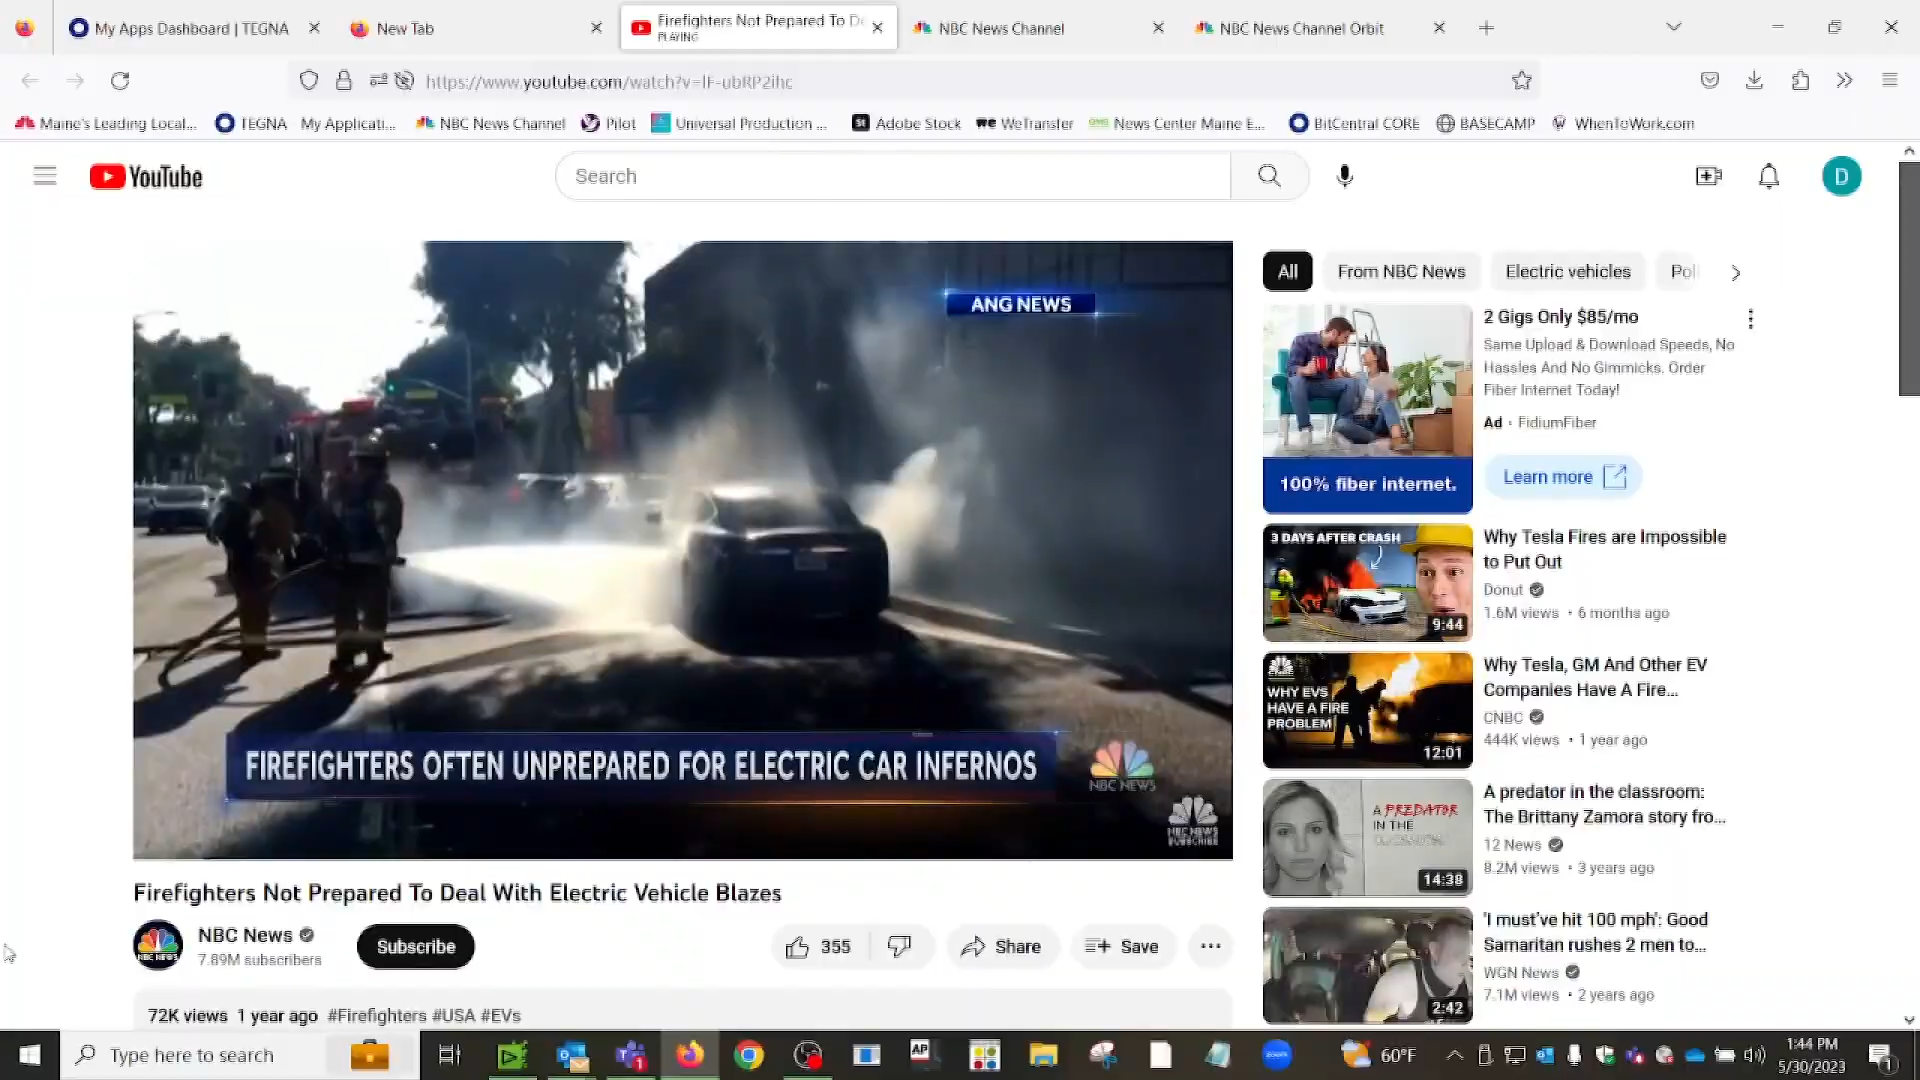 My Apps Dashboard | TEGNA
New Tab
Firefighters Not Prepared To De
PLAYING
NBC News Channel
NBC News Channel Orbit
https://www.youtube.com/watch?v=lF-ubRP2ihc
Maine's Leading Local...
TEGNA
My Applicati...
NBC News Channel
Pilot
Universal Production ...
Adobe Stock
WeTransfer
News Center Maine E...
BitCentral CORE
BASECAMP
WhenToWork.com
YouTube
Search
D
ANG NEWS
FIREFIGHTERS OFTEN UNPREPARED FOR ELECTRIC CAR INFERNOS
NBC NEWS
NBC NEWS
SUBSCRIBE
Firefighters Not Prepared To Deal With Electric Vehicle Blazes
NBC News
7.89M subscribers
Subscribe
355
Share
Save
72K views 1 year ago #Firefighters #USA #EVs
All
From NBC News
Electric vehicles
Poli
100% fiber internet.
2 Gigs Only $85/mo
Same Upload & Download Speeds, No
Hassles And No Gimmicks. Order
Fiber Internet Today!
Ad · FidiumFiber
Learn more
3 DAYS AFTER CRASH
9:44
Why Tesla Fires are Impossible
to Put Out
Donut
1.6M views • 6 months ago
WHY EVS
HAVE A FIRE
PROBLEM
12:01
Why Tesla, GM And Other EV
Companies Have A Fire...
CNBC
444K views • 1 year ago
A PREDATOR
IN THE
14:38
A predator in the classroom:
The Brittany Zamora story fro...
12 News
8.2M views • 3 years ago
2:42
'I must've hit 100 mph': Good
Samaritan rushes 2 men to...
WGN News
7.1M views • 2 years ago
Type here to search
AP
zoom
60°F
1:44 PM
5/30/2023